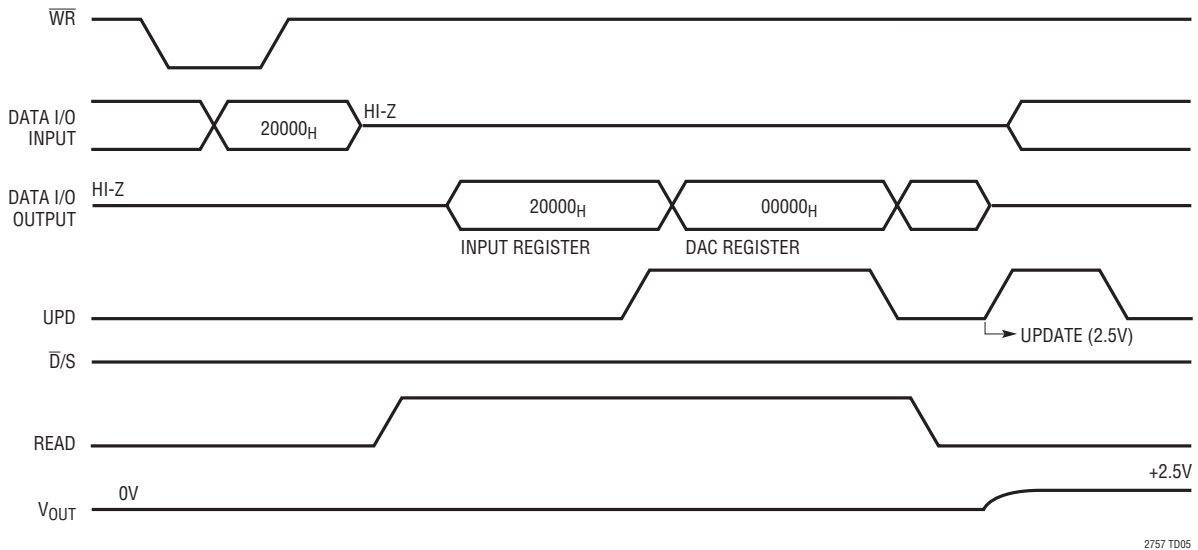 W̅R̅
DATA I/O
INPUT
20000H
HI-Z
DATA I/O
OUTPUT
HI-Z
20000H
00000H
INPUT REGISTER
DAC REGISTER
UPD
UPDATE (2.5V)
D̅/S
READ
VOUT
0V
+2.5V
2757 TD05